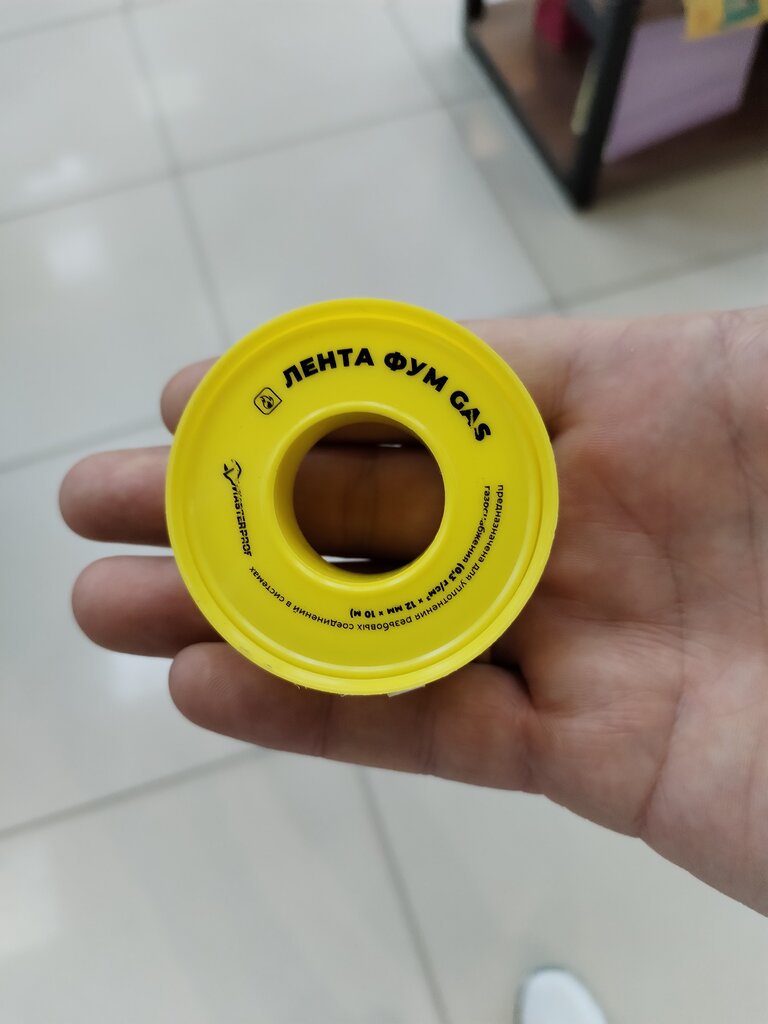 ЛЕНТА ФУМ GAS
предназначена для уплотнения резьбовых соединений в системах
газоснабжения (0,3 г/см³ × 12 мм × 10 м)
MASTERPROF